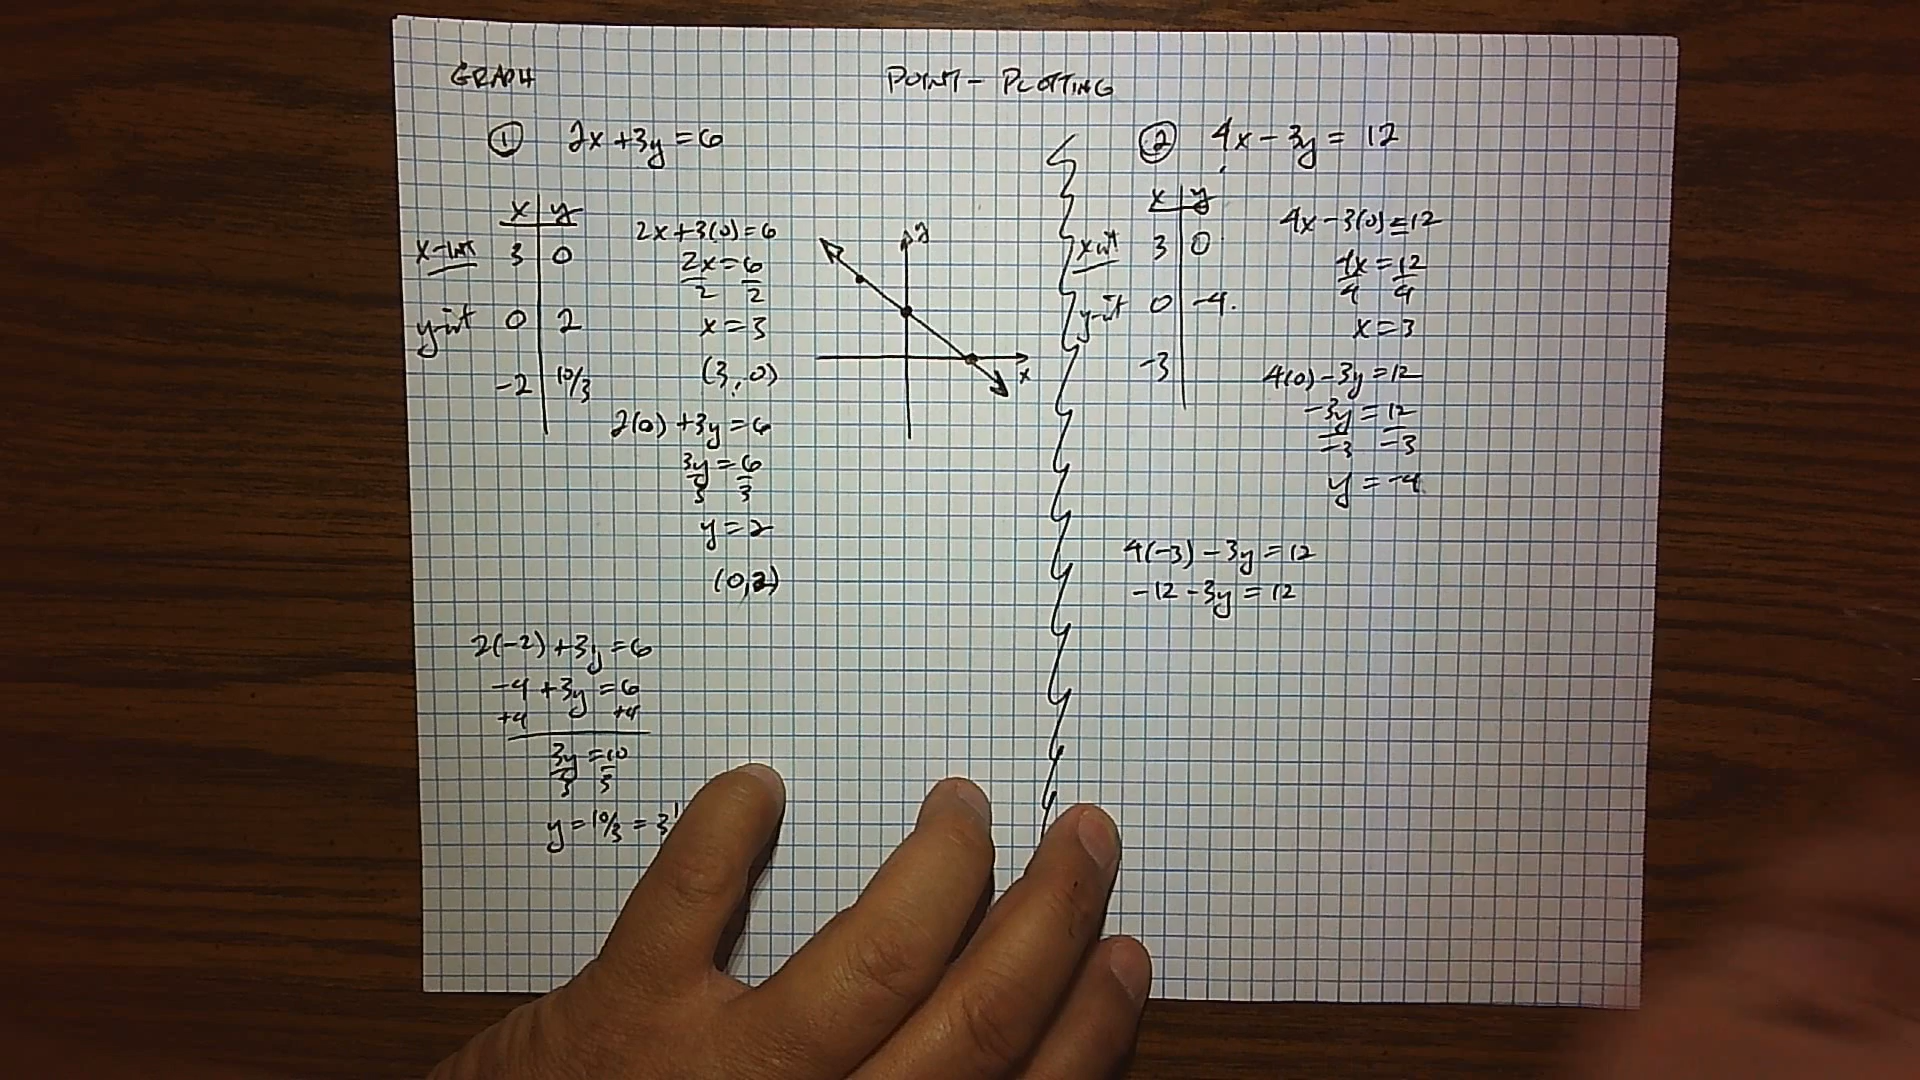 GRAPH POINT-PLOTTING
① 2x+3y=6
x y
x-int 3 0
y-int 0 2
-2 10/3
2x+3(0)=6
2x=6
2 2
x=3
(3,0)
2(0)+3y=6
3y=6
3 3
y=2
(0,2)
y
x
2(-2)+3y=6
-4+3y=6
+4 +4
3y=10
3 3
y=10/3=3
② 4x-3y=12
x y
x-int 3 0
y-int 0 -4
-3
4x-3(0)=12
4x=12
4 4
x=3
4(0)-3y=12
-3y=12
-3 -3
y=-4
4(-3)-3y=12
-12-3y=12